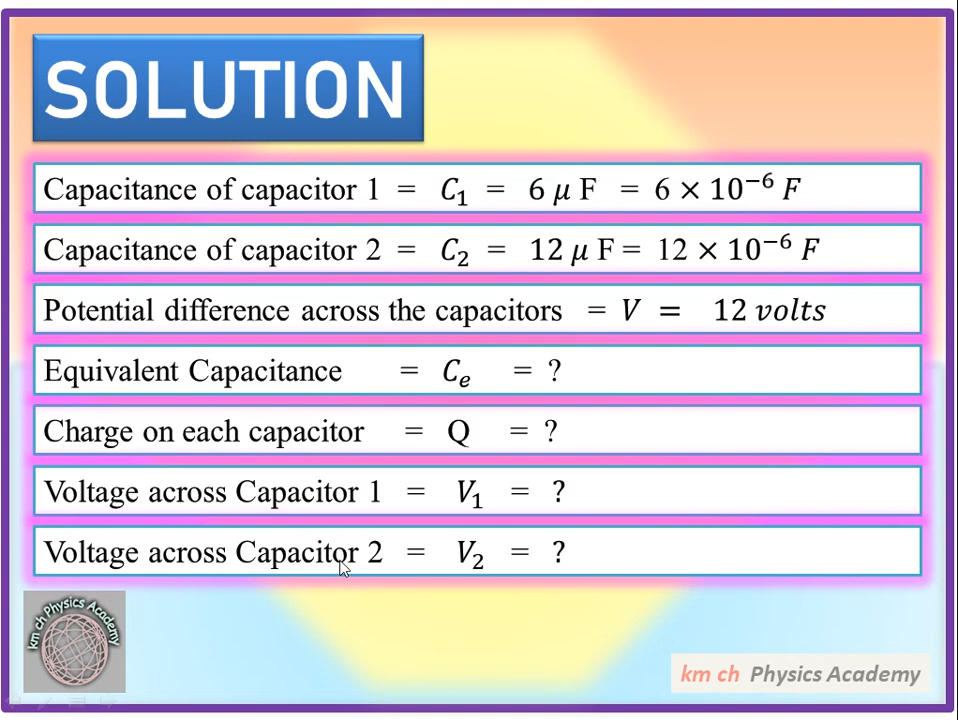 SOLUTION
Capacitance of capacitor 1 = 𝐶₁ = 6 𝜇 F = 6 × 10⁻⁶ 𝐹
Capacitance of capacitor 2 = 𝐶₂ = 12 𝜇 F = 12 × 10⁻⁶ 𝐹
Potential difference across the capacitors = 𝑉 = 12 𝑣𝑜𝑙𝑡𝑠
Equivalent Capacitance = 𝐶ₑ = ?
Charge on each capacitor = Q = ?
Voltage across Capacitor 1 = 𝑉₁ = ?
Voltage across Capacitor 2 = 𝑉₂ = ?
km ch Physics Academy
km ch Physics Academy